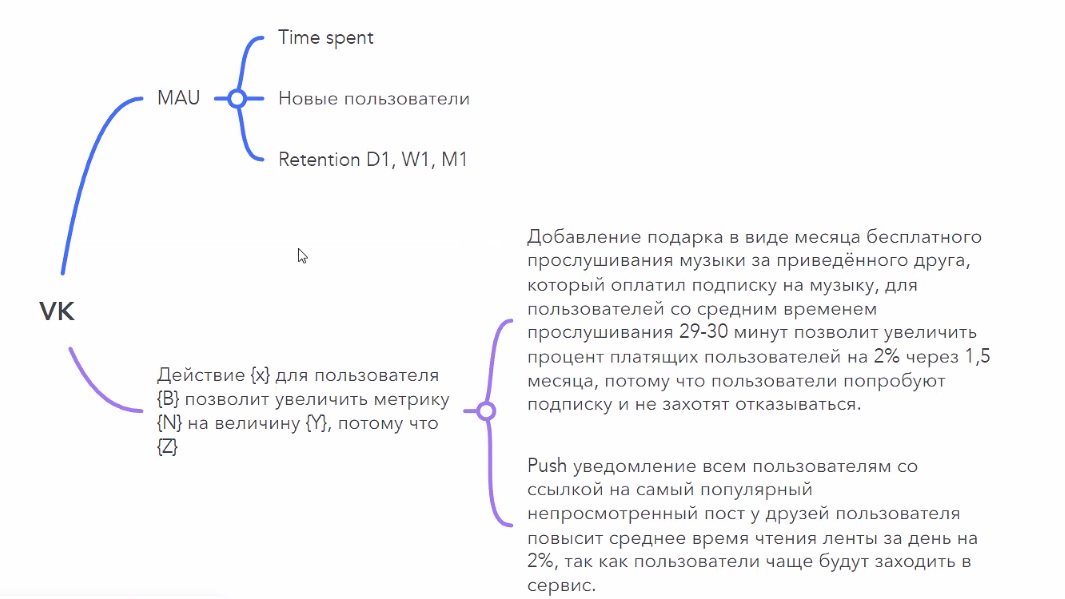 Time spent
MAU
Новые пользователи
Retention D1, W1, M1
VK
Действие {x} для пользователя
{B} позволит увеличить метрику
{N} на величину {Y}, потому что
{Z}
Добавление подарка в виде месяца бесплатного
прослушивания музыки за приведённого друга,
который оплатил подписку на музыку, для
пользователей со средним временем
прослушивания 29-30 минут позволит увеличить
процент платящих пользователей на 2% через 1,5
месяца, потому что пользователи попробуют
подписку и не захотят отказываться.
Push уведомление всем пользователям со
ссылкой на самый популярный
непросмотренный пост у друзей пользователя
повысит среднее время чтения ленты за день на
2%, так как пользователи чаще будут заходить в
сервис.